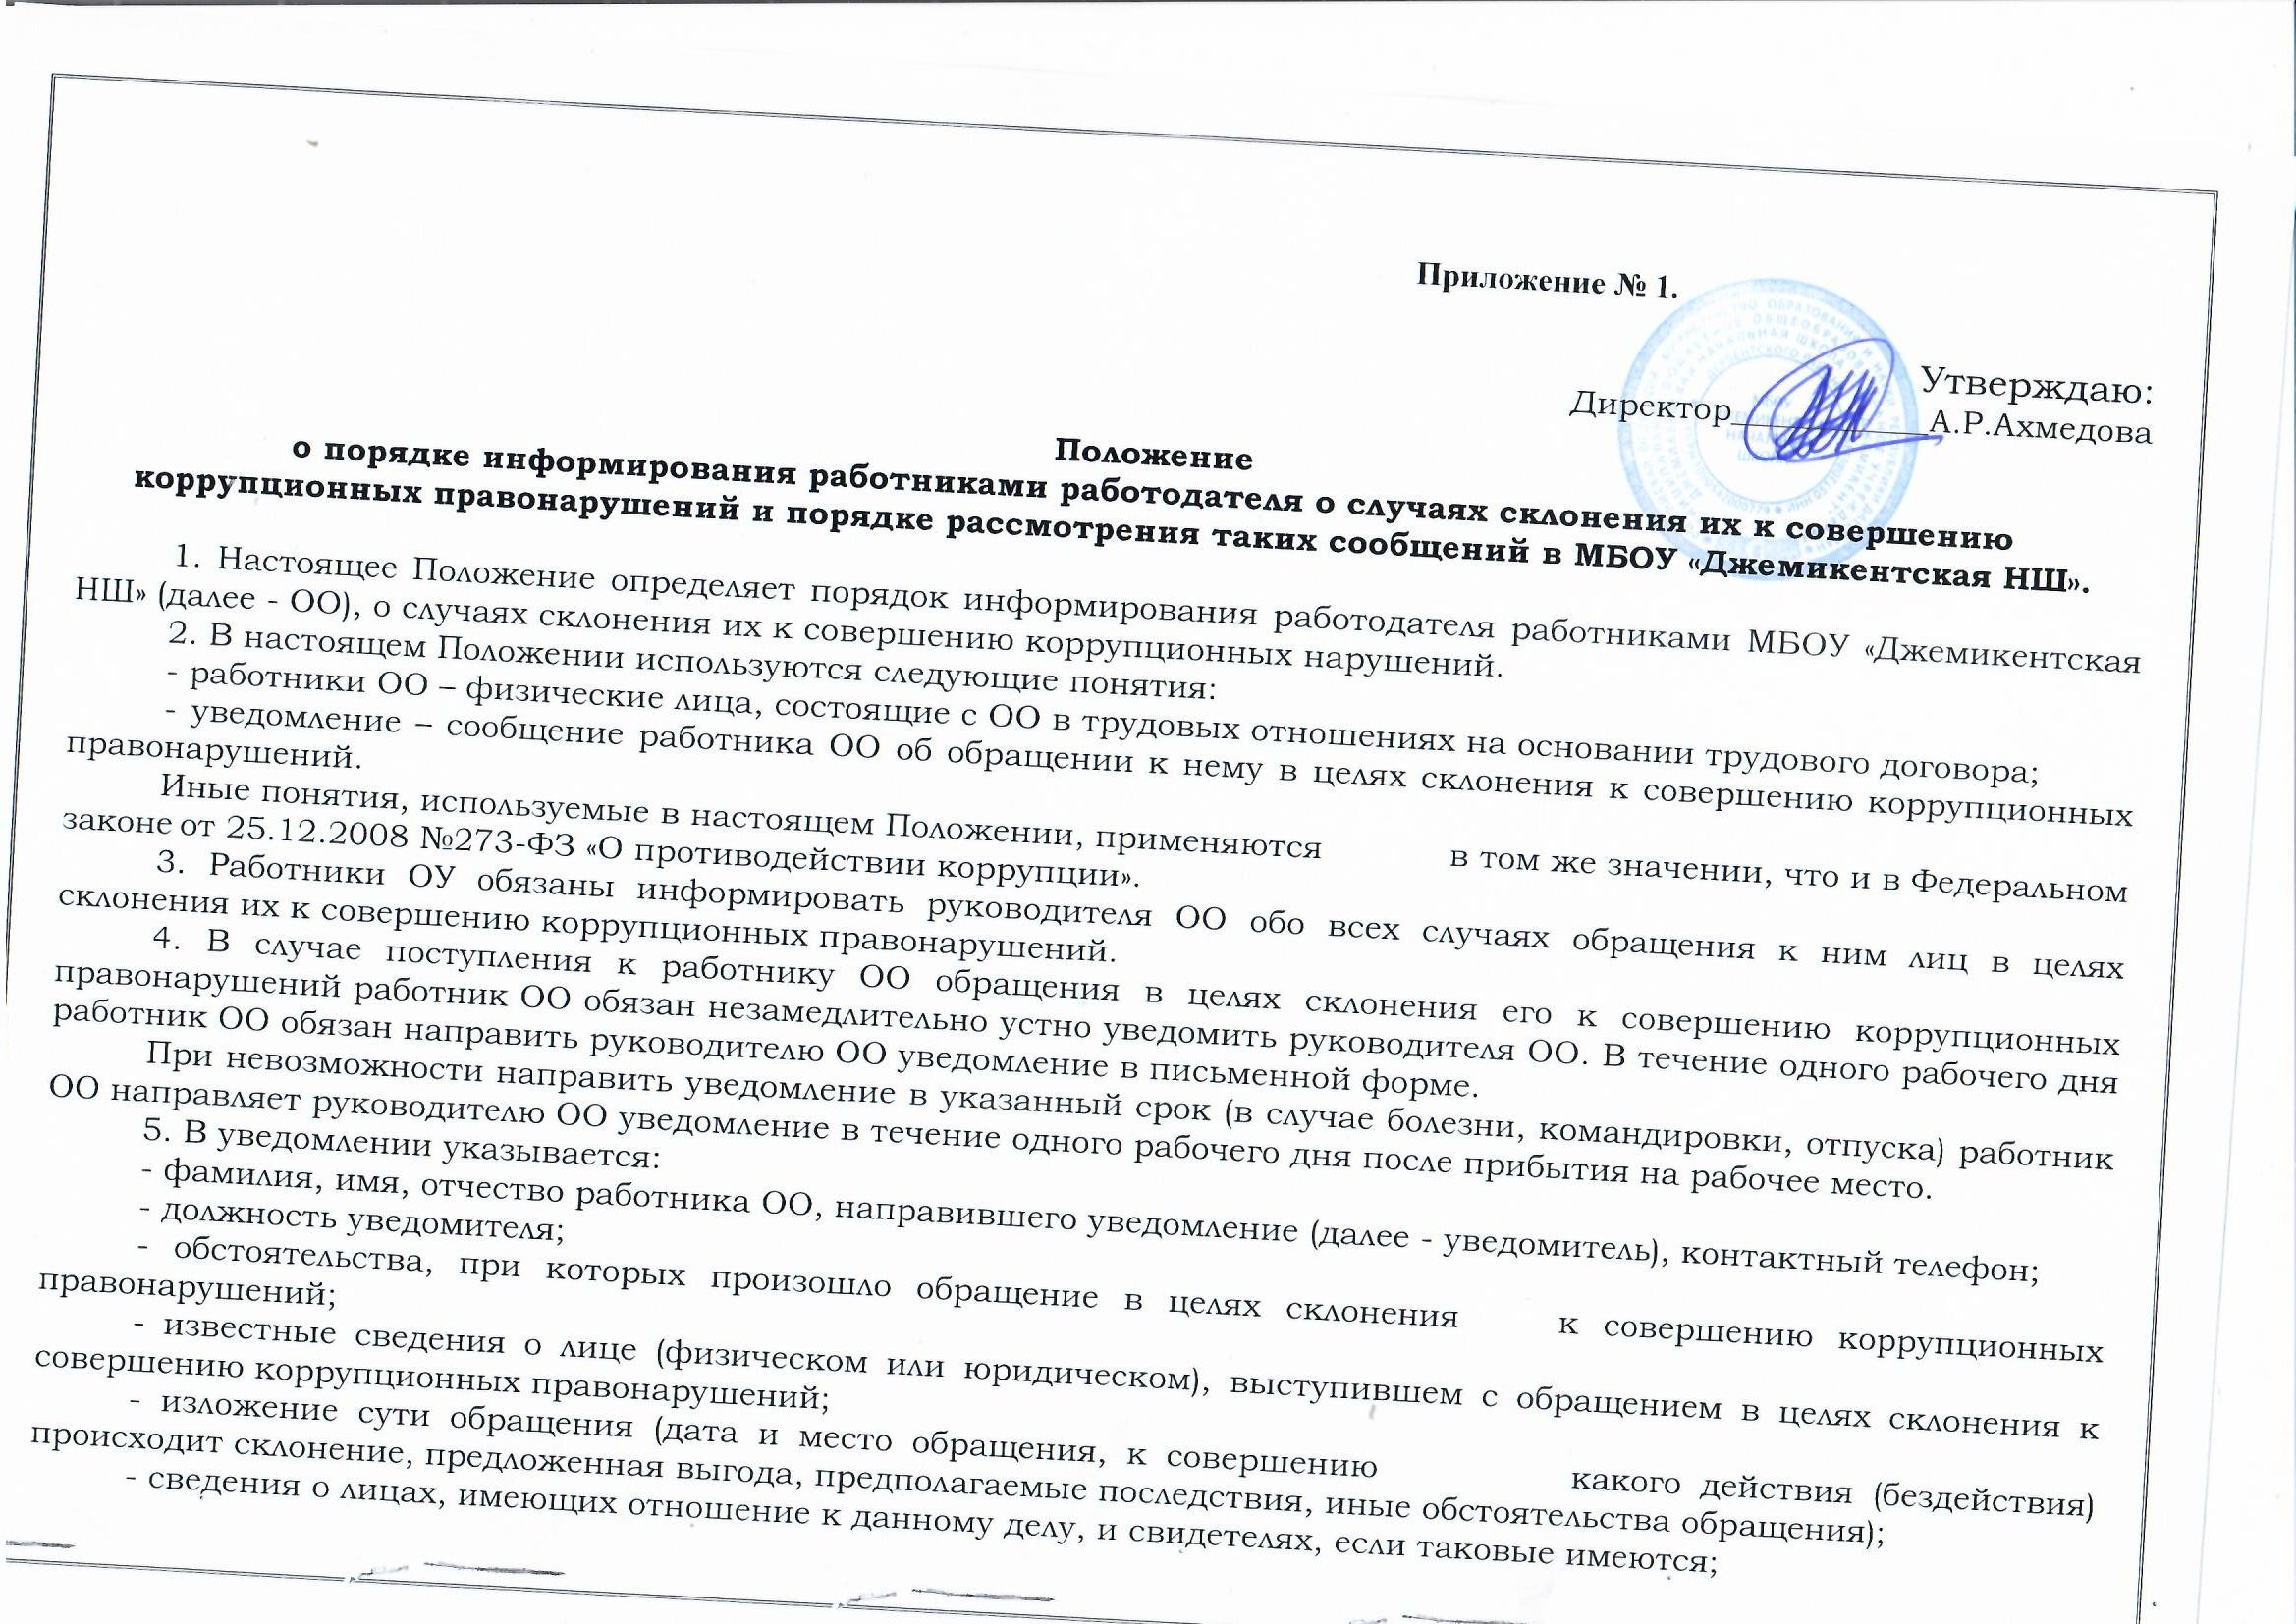 Приложение № 1.
Утверждаю:
Директор____________А.Р.Ахмедова
Положение
о порядке информирования работниками работодателя о случаях склонения их к совершению
коррупционных правонарушений и порядке рассмотрения таких сообщений в МБОУ «Джемикентская НШ».
1. Настоящее Положение определяет порядок информирования работодателя работниками МБОУ «Джемикентская
НШ» (далее - ОО), о случаях склонения их к совершению коррупционных нарушений.
2. В настоящем Положении используются следующие понятия:
- работники ОО – физические лица, состоящие с ОО в трудовых отношениях на основании трудового договора;
- уведомление – сообщение работника ОО об обращении к нему в целях склонения к совершению коррупционных
правонарушений.
Иные понятия, используемые в настоящем Положении, применяются в том же значении, что и в Федеральном
законе от 25.12.2008 №273-ФЗ «О противодействии коррупции».
3. Работники ОУ обязаны информировать руководителя ОО обо всех случаях обращения к ним лиц в целях
склонения их к совершению коррупционных правонарушений.
4. В случае поступления к работнику ОО обращения в целях склонения его к совершению коррупционных
правонарушений работник ОО обязан незамедлительно устно уведомить руководителя ОО. В течение одного рабочего дня
работник ОО обязан направить руководителю ОО уведомление в письменной форме.
При невозможности направить уведомление в указанный срок (в случае болезни, командировки, отпуска) работник
ОО направляет руководителю ОО уведомление в течение одного рабочего дня после прибытия на рабочее место.
5. В уведомлении указывается:
- фамилия, имя, отчество работника ОО, направившего уведомление (далее - уведомитель), контактный телефон;
- должность уведомителя;
- обстоятельства, при которых произошло обращение в целях склонения к совершению коррупционных
правонарушений;
- известные сведения о лице (физическом или юридическом), выступившем с обращением в целях склонения к
совершению коррупционных правонарушений;
- изложение сути обращения (дата и место обращения, к совершению какого действия (бездействия)
происходит склонение, предложенная выгода, предполагаемые последствия, иные обстоятельства обращения);
- сведения о лицах, имеющих отношение к данному делу, и свидетелях, если таковые имеются;